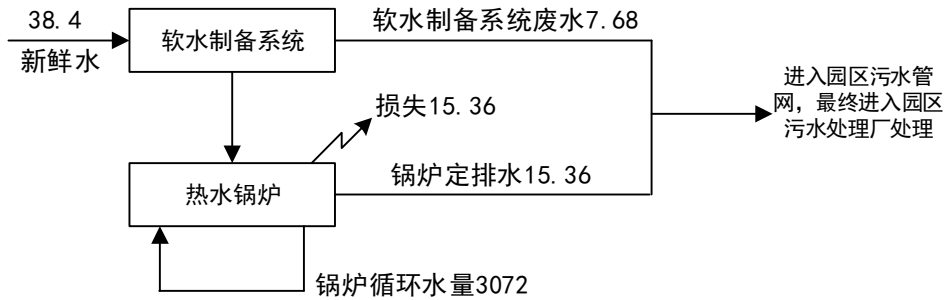 38.4
新鲜水
软水制备系统
软水制备系统废水7.68
进入园区污水管
网，最终进入园区
污水处理厂处理
损失15.36
热水锅炉
锅炉定排水15.36
锅炉循环水量3072